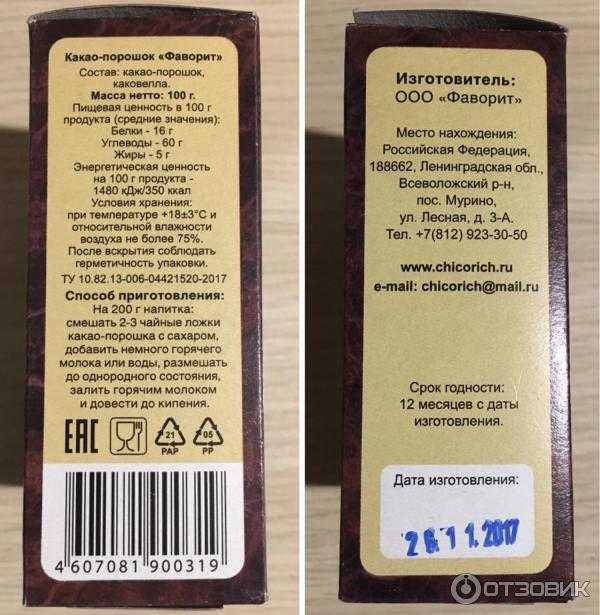 Какао-порошок «Фаворит»
Состав: какао-порошок,
каковелла.
Масса нетто: 100 г.
Пищевая ценность в 100 г
продукта (средние значения):
Белки - 16 г
Углеводы - 60 г
Жиры - 5 г
Энергетическая ценность
на 100 г продукта -
1480 кДж/350 ккал
Условия хранения:
при температуре +18±3°С и
относительной влажности
воздуха не более 75%.
После вскрытия соблюдать
герметичность упаковки.
ТУ 10.82.13-006-04421520-2017
Способ приготовления:
На 200 г напитка:
смешать 2-3 чайные ложки
какао-порошка с сахаром,
добавить немного горячего
молока или воды, размешать
до однородного состояния,
залить горячим молоком
и довести до кипения.
EAC
21
PAP
05
PP
4 607081 900319
Изготовитель:
ООО «Фаворит»
Место нахождения:
Российская Федерация,
188662, Ленинградская обл.,
Всеволожский р-н,
пос. Мурино,
ул. Лесная, д. 3-А.
Тел. +7(812) 923-30-50
www.chicorich.ru
e-mail: chicorich@mail.ru
Срок годности:
12 месяцев с даты
изготовления.
Дата изготовления:
28.11.2017
ОТЗОВИК